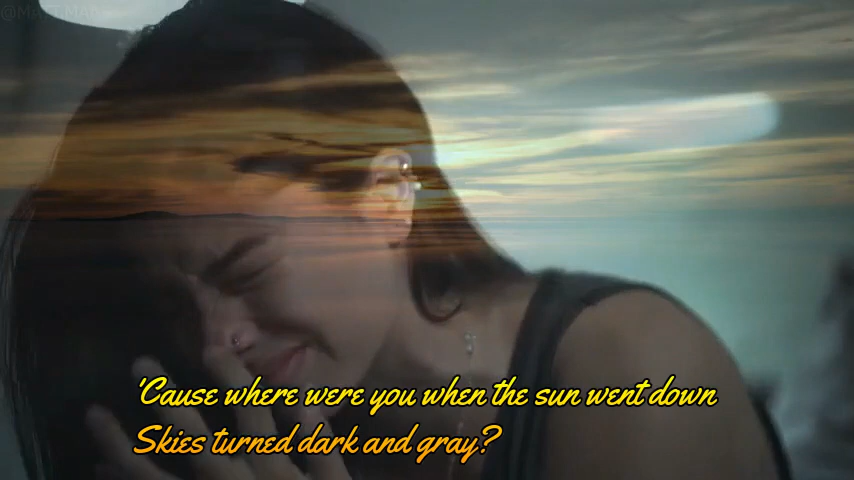 'Cause where were you when the sun went down
Skies turned dark and gray?